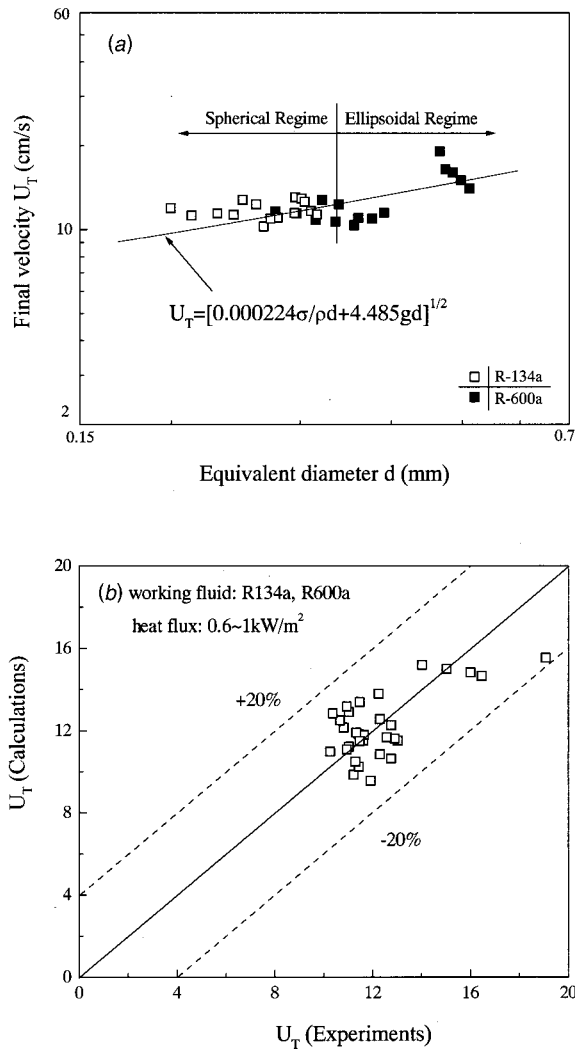 60
(a)
Spherical Regime
Ellipsoidal Regime
Final velocity U_T (cm/s)
10
U_T=[0.000224σ/ρd+4.485gd]^1/2
R-134a
R-600a
2
0.15
0.7
Equivalent diameter d (mm)
20
(b) working fluid: R134a, R600a
heat flux: 0.6~1kW/m²
16
+20%
U_T (Calculations)
12
8
-20%
4
0
0
4
8
12
16
20
U_T (Experiments)